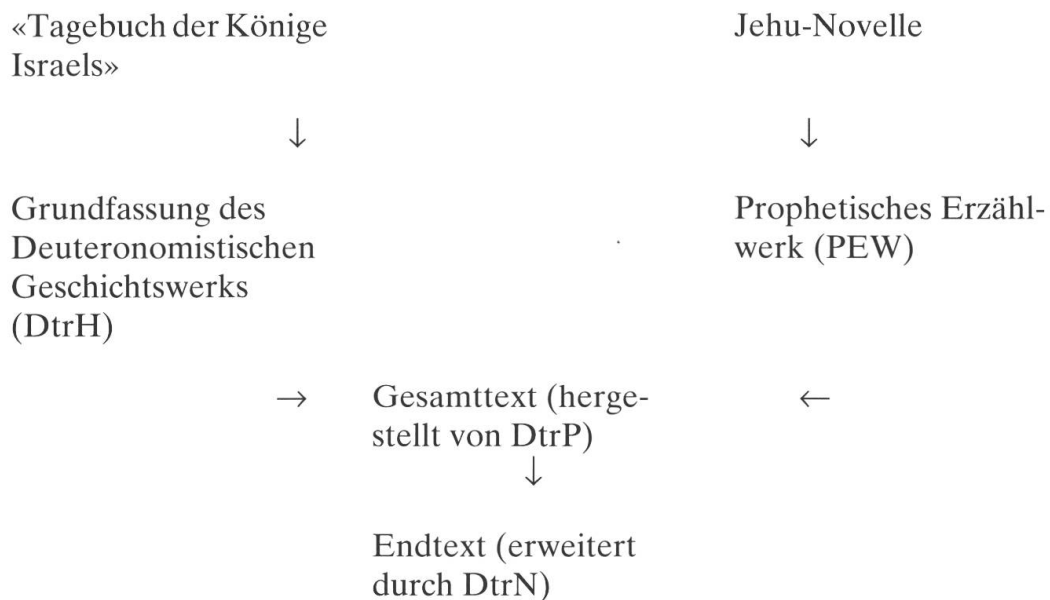 «Tagebuch der Könige
Israels»
Jehu-Novelle
↓ ↓
Grundfassung des
Deuteronomistischen
Geschichtswerks
(DtrH)
Prophetisches Erzähl-
werk (PEW)
→ Gesamttext (herge- ←
stellt von DtrP)
↓
Endtext (erweitert
durch DtrN)